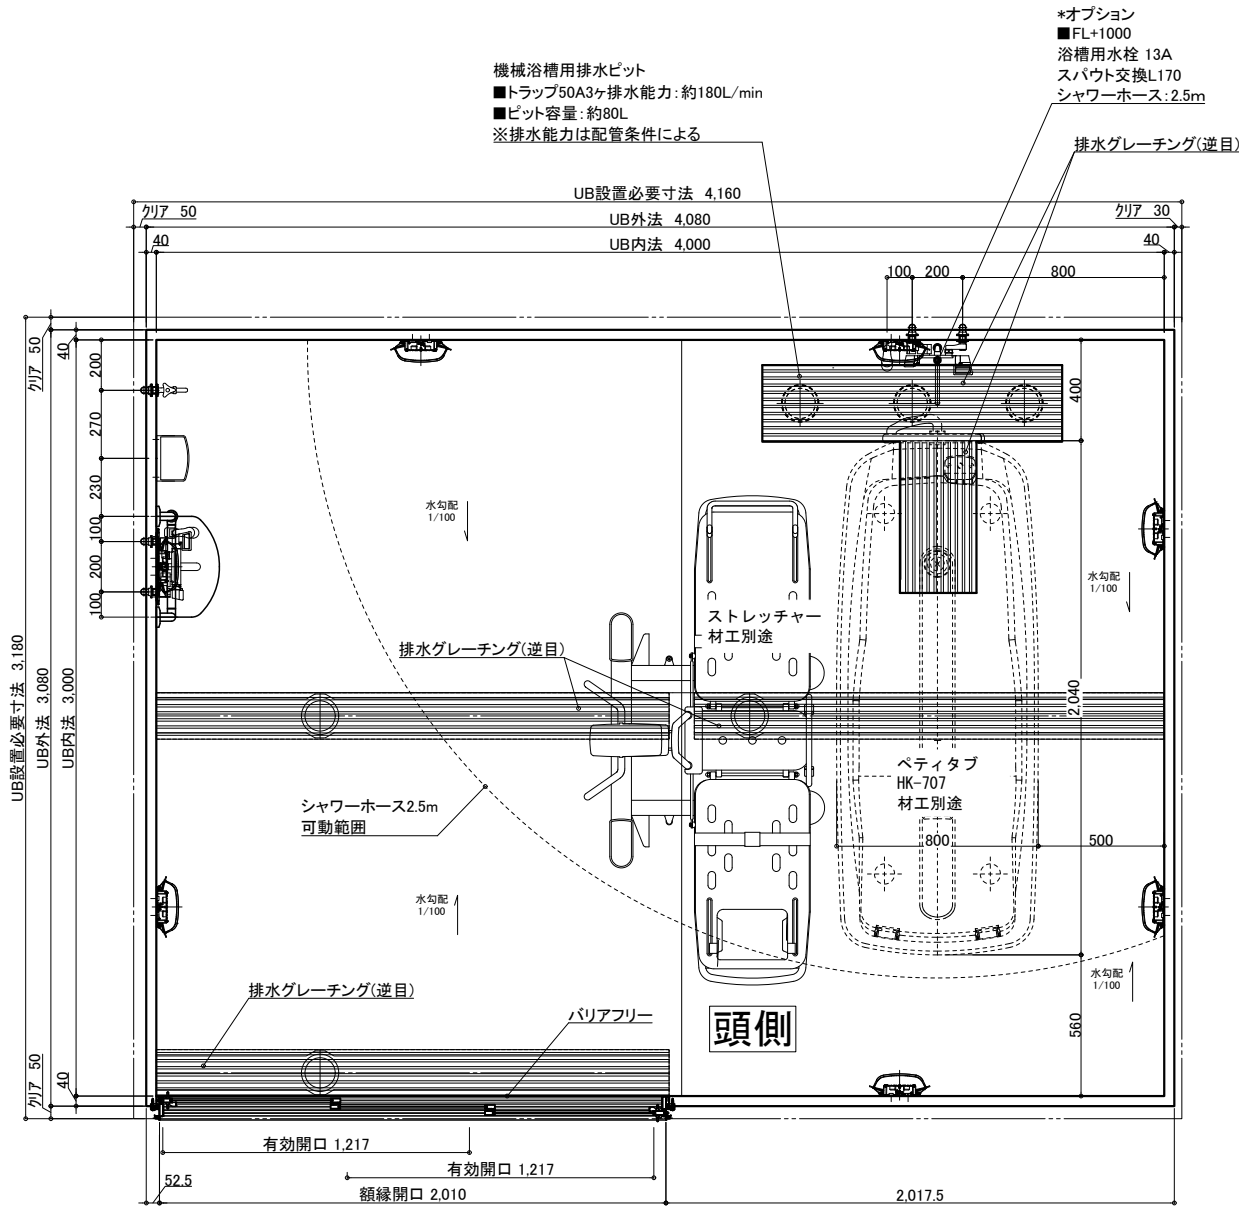 *オプション
■FL+1000
浴槽用水栓 13A
スパウト交換L170
シャワーホース:2.5m
機械浴槽用排水ピット
■トラップ50A3ヶ排水能力:約180L/min
■ピット容量:約80L
※排水能力は配管条件による
排水グレーチング(逆目)
UB設置必要寸法 4,160
クリア 50
UB外法 4,080
クリア 30
40
UB内法 4,000
40
100
200
800
クリア 50
40
200
270
230
100
200
100
400
水勾配
1/100
水勾配
1/100
ストレッチャー
材工別途
排水グレーチング(逆目)
UB設置必要寸法 3,180
UB外法 3,080
UB内法 3,000
2,040
ペティタブ
HK-707
材工別途
シャワーホース2.5m
可動範囲
800
500
水勾配
1/100
水勾配
1/100
排水グレーチング(逆目)
バリアフリー
頭側
560
クリア 50
40
有効開口 1,217
有効開口 1,217
52.5
額縁開口 2,010
2,017.5